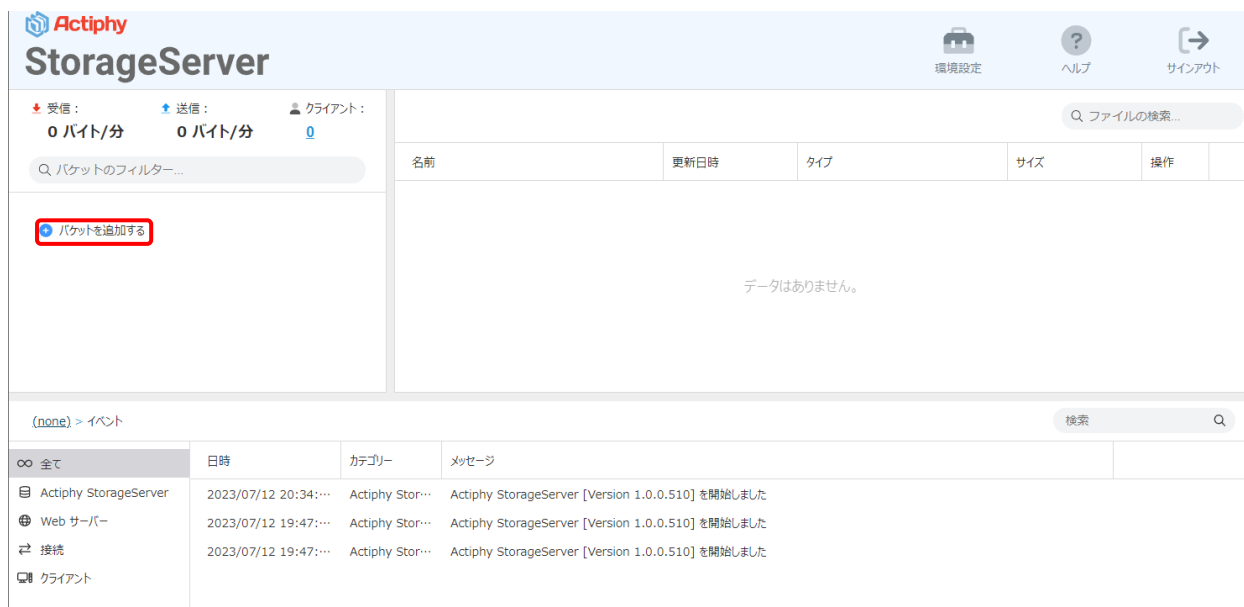 Actiphy
StorageServer
環境設定
ヘルプ
サインアウト
受信：
送信：
クライアント：
0 バイト/分
0 バイト/分
0
バケットのフィルター...
バケットを追加する
ファイルの検索...
名前 更新日時 タイプ サイズ 操作
データはありません。
(none) > イベント
検索
全て
Actiphy StorageServer
Web サーバー
接続
クライアント
日時 カテゴリー メッセージ
2023/07/12 20:34:… Actiphy Stor… Actiphy StorageServer [Version 1.0.0.510] を開始しました
2023/07/12 19:47:… Actiphy Stor… Actiphy StorageServer [Version 1.0.0.510] を開始しました
2023/07/12 19:47:… Actiphy Stor… Actiphy StorageServer [Version 1.0.0.510] を開始しました